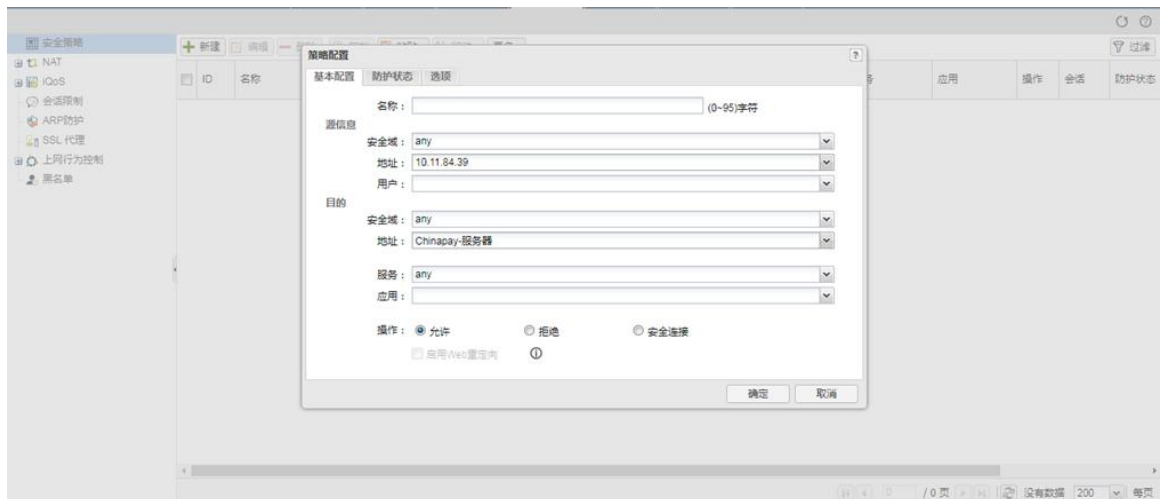 安全策略
NAT
iQoS
会话限制
ARP防护
SSL 代理
上网行为控制
黑名单
新建 编辑
过滤
ID 名称 应用 操作 会话 防护状态
策略配置
基本配置 防护状态 选项
名称： (0~95)字符
源信息
安全域： any
地址： 10.11.84.39
用户：
目的
安全域： any
地址： Chinapay-服务器
服务： any
应用：
操作： 允许 拒绝 安全连接
启用Web重定向
确定 取消
0 / 0 页 没有数据 200 每页